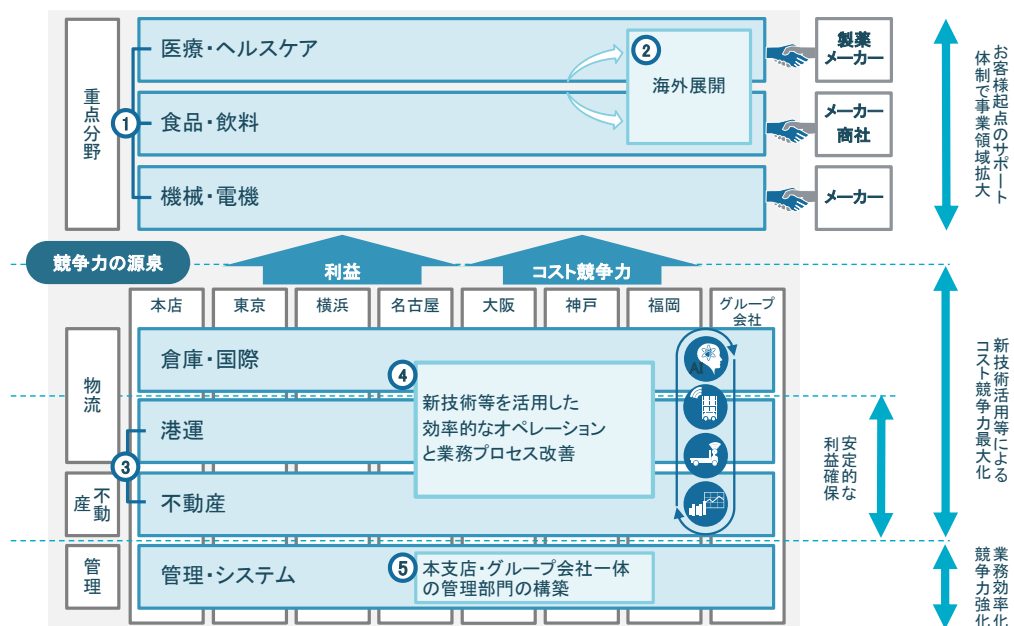 重点分野
①
医療・ヘルスケア
食品・飲料
機械・電機
②
海外展開
製薬
メーカー
メーカー
商社
メーカー
お客様起点のサポート
体制で事業領域拡大
競争力の源泉
利益
コスト競争力
本店
東京
横浜
名古屋
大阪
神戸
福岡
グループ
会社
物流
不動
産
管理
③
倉庫・国際
港運
不動産
管理・システム
④
新技術等を活用した
効率的なオペレーション
と業務プロセス改善
AI
⑤
本支店・グループ会社一体
の管理部門の構築
安定的な
利益確保
新技術活用等による
コスト競争力最大化
業務効率化
競争力強化